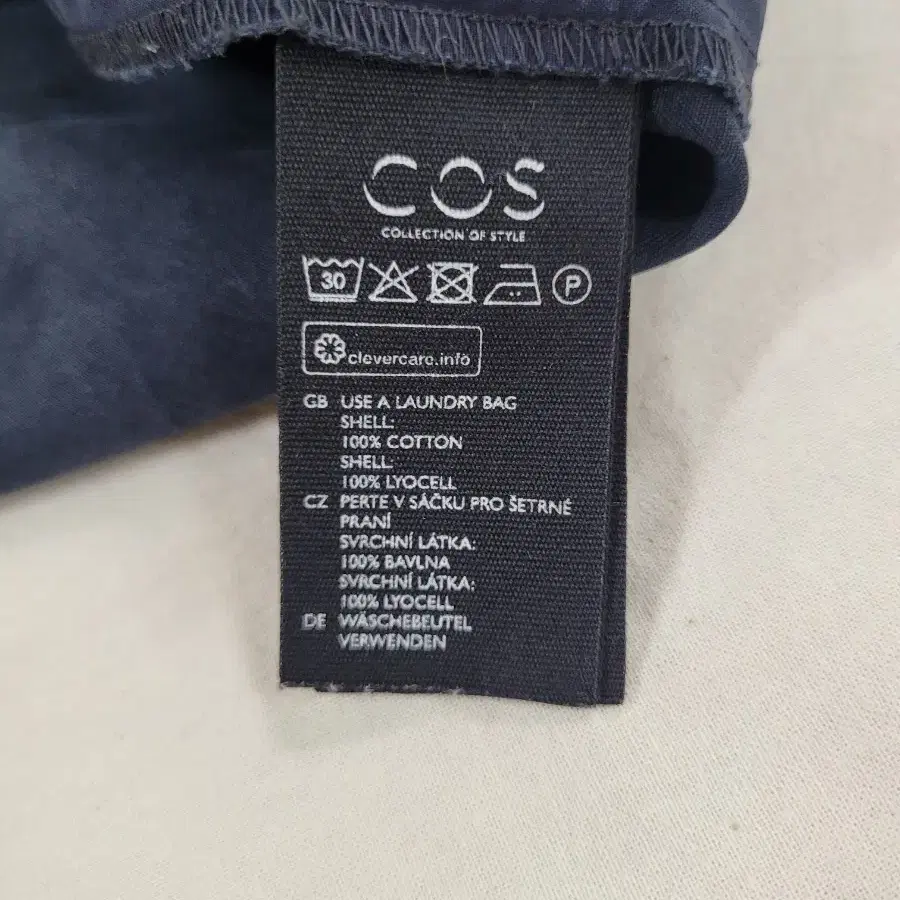 COS
COLLECTION OF STYLE
30 P
clevercare.info
GB USE A LAUNDRY BAG
SHELL:
100% COTTON
SHELL:
100% LYOCELL
CZ PERTE V SÁČKU PRO ŠETRNÉ
PRANÍ
SVRCHNÍ LÁTKA:
100% BAVLNA
SVRCHNÍ LÁTKA:
100% LYOCELL
DE WÄSCHEBEUTEL
VERWENDEN